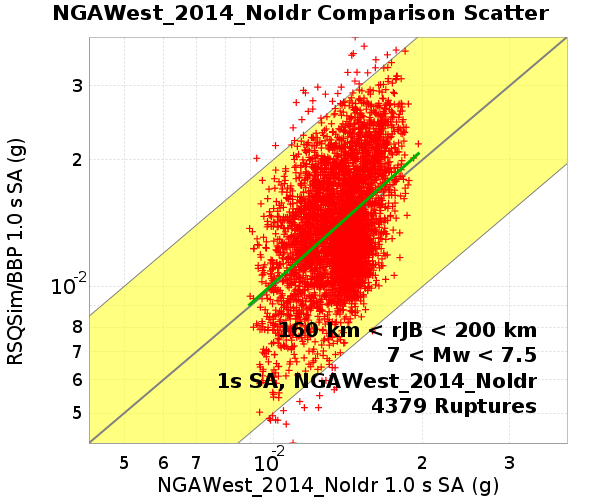 NGAWest_2014_NoIdr Comparison Scatter
RSQSim/BBP 1.0 s SA (g)
3
2
10^-2
8
7
6
5
160 km < rJB < 200 km
7 < Mw < 7.5
1s SA, NGAWest_2014_NoIdr
4379 Ruptures
5 6 7 10^-2 2 3
NGAWest_2014_NoIdr 1.0 s SA (g)